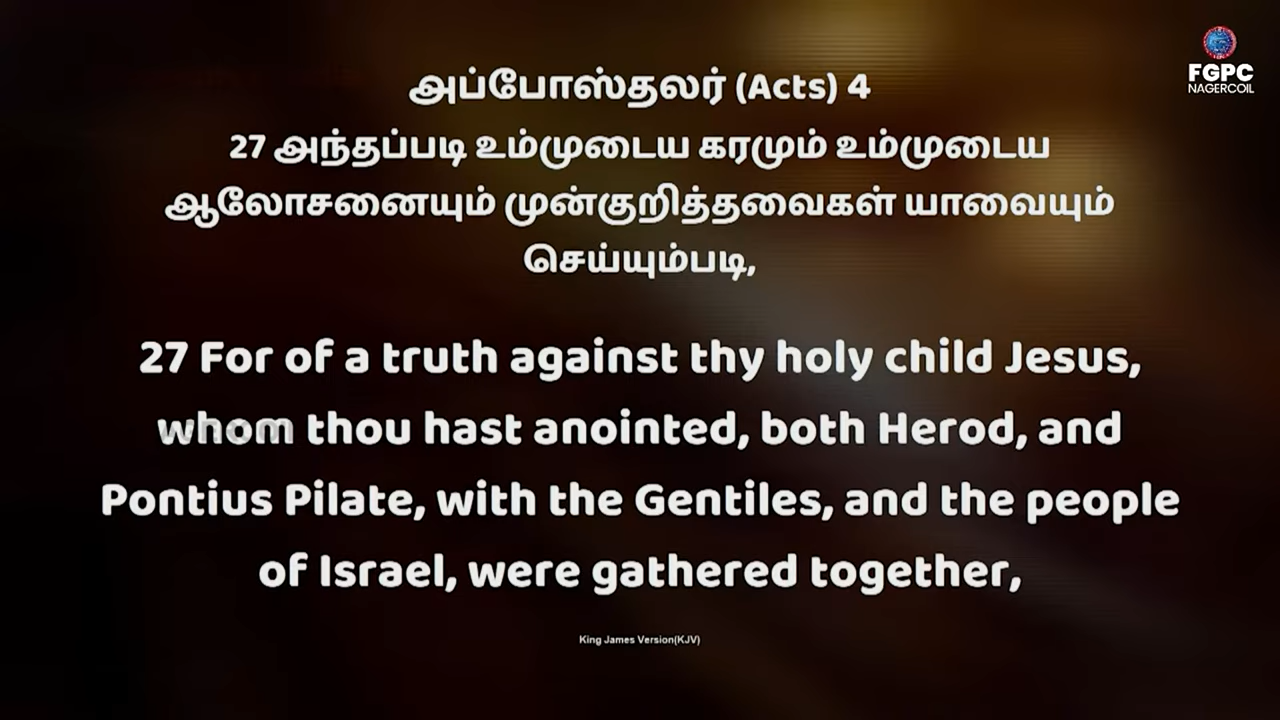 FGPC
NAGERCOIL
அப்போஸ்தலர் (Acts) 4
27 அந்தப்படி உம்முடைய கரமும் உம்முடைய
ஆலோசனையும் முன்குறித்தவைகள் யாவையும்
செய்யும்படி,
27 For of a truth against thy holy child Jesus,
whom thou hast anointed, both Herod, and
Pontius Pilate, with the Gentiles, and the people
of Israel, were gathered together,
King James Version(KJV)